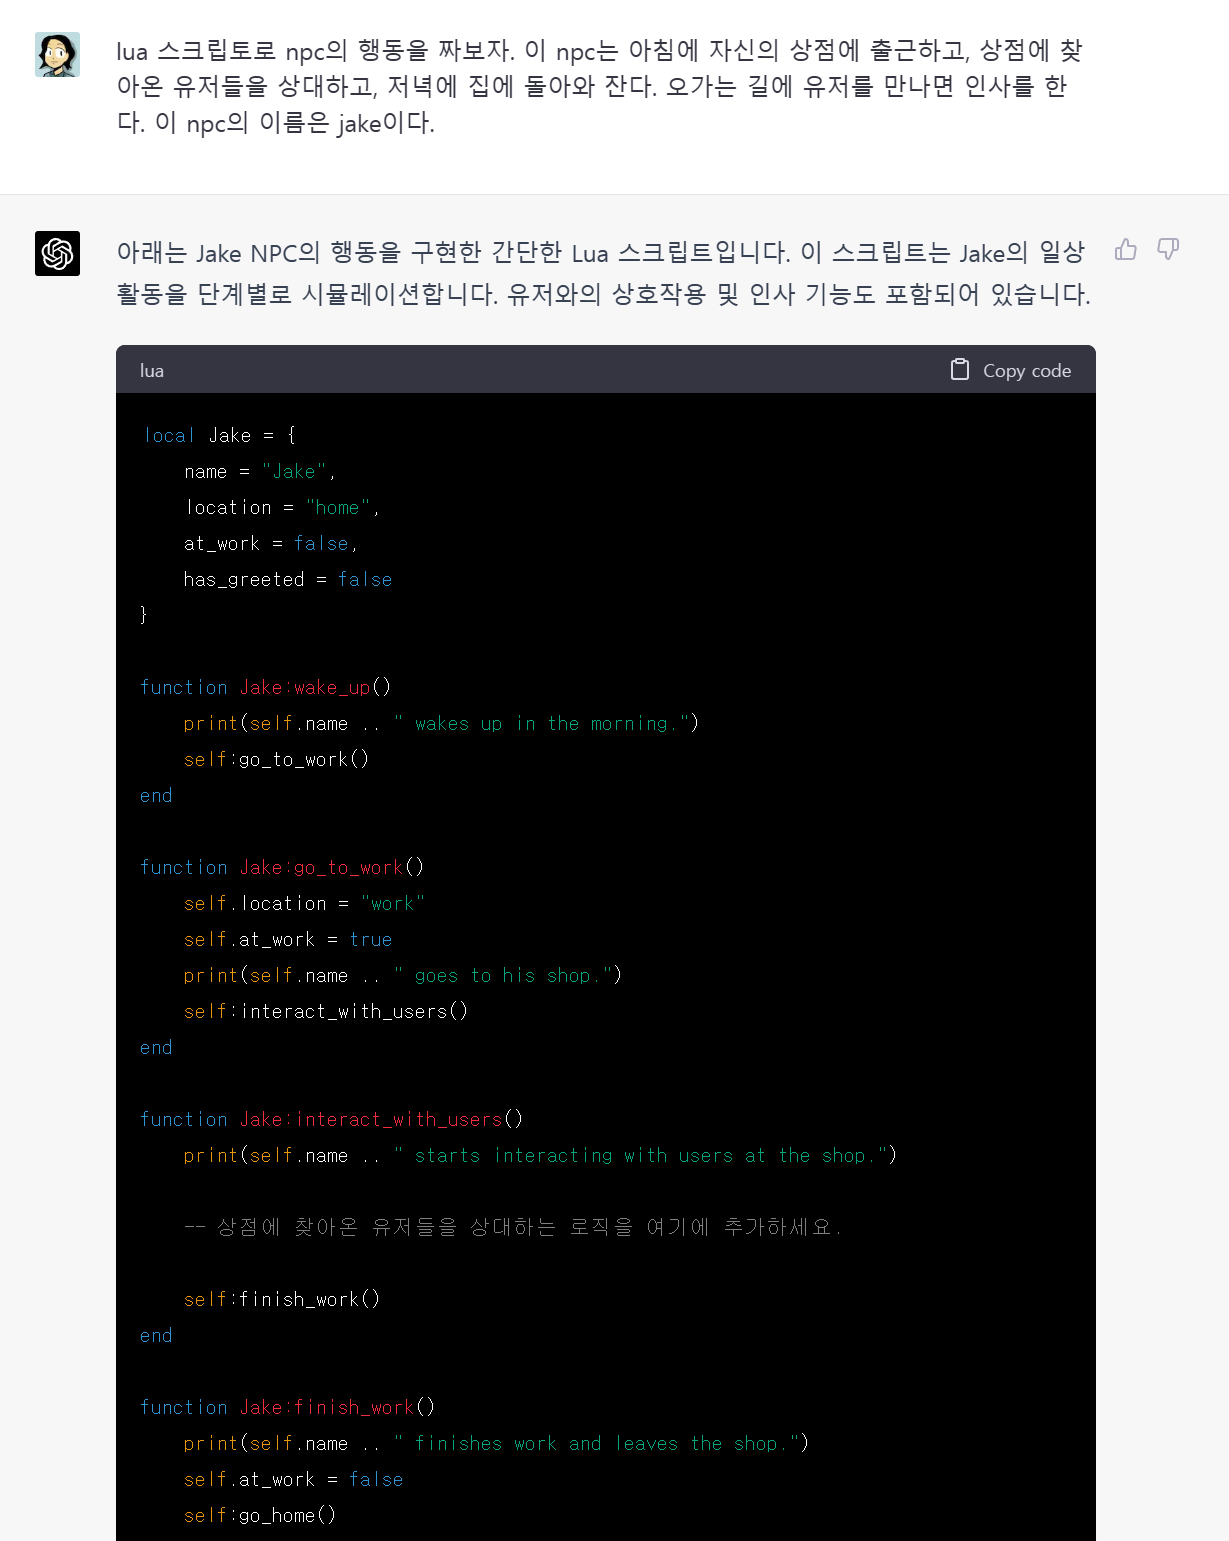 lua 스크립토로 npc의 행동을 짜보자. 이 npc는 아침에 자신의 상점에 출근하고, 상점에 찾
아온 유저들을 상대하고, 저녁에 집에 돌아와 잔다. 오가는 길에 유저를 만나면 인사를 한
다. 이 npc의 이름은 jake이다.
아래는 Jake NPC의 행동을 구현한 간단한 Lua 스크립트입니다. 이 스크립트는 Jake의 일상
활동을 단계별로 시뮬레이션합니다. 유저와의 상호작용 및 인사 기능도 포함되어 있습니다.
lua Copy code
local Jake = {
    name = "Jake",
    location = "home",
    at_work = false,
    has_greeted = false
}
function Jake:wake_up()
    print(self.name .. " wakes up in the morning.")
    self:go_to_work()
end
function Jake:go_to_work()
    self.location = "work"
    self.at_work = true
    print(self.name .. " goes to his shop.")
    self:interact_with_users()
end
function Jake:interact_with_users()
    print(self.name .. " starts interacting with users at the shop.")
    -- 상점에 찾아온 유저들을 상대하는 로직을 여기에 추가하세요.
    self:finish_work()
end
function Jake:finish_work()
    print(self.name .. " finishes work and leaves the shop.")
    self.at_work = false
    self:go_home()